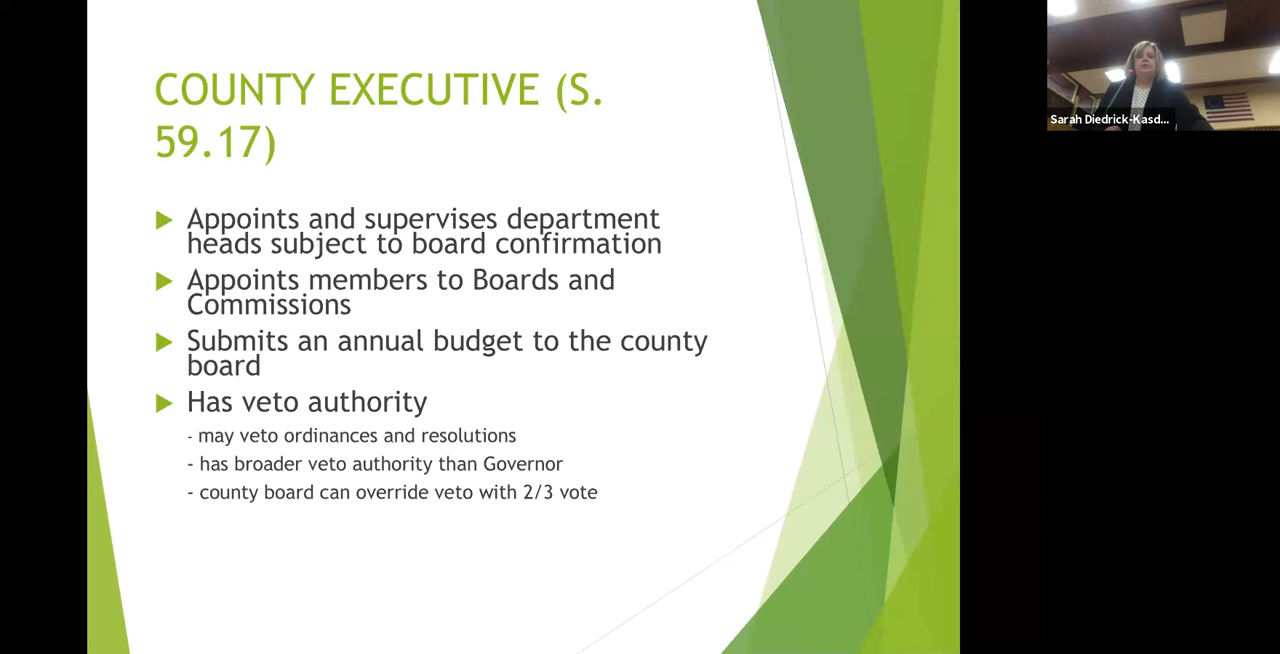 COUNTY EXECUTIVE (S.
59.17)
Appoints and supervises department
heads subject to board confirmation
Appoints members to Boards and
Commissions
Submits an annual budget to the county
board
Has veto authority
- may veto ordinances and resolutions
- has broader veto authority than Governor
- county board can override veto with 2/3 vote
Sarah Diedrick-Kasd...